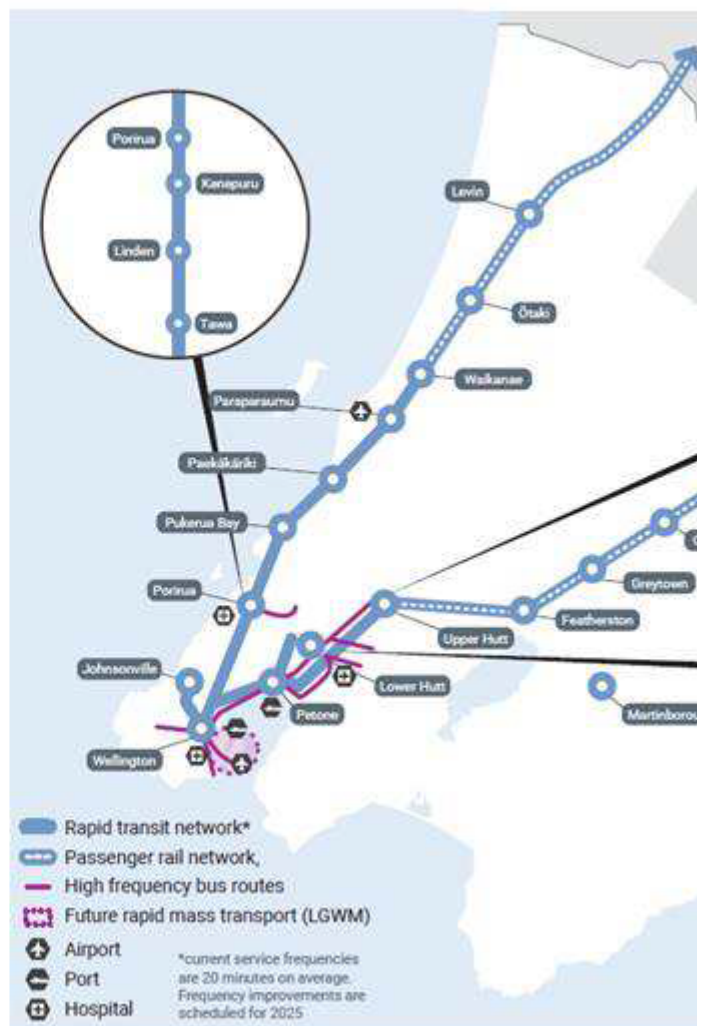 Porirua
Kenepuru
Linden
Tawa
Levin
Ōtaki
Waikanae
Paraparaumu
Paekākāriki
Pukerua Bay
Porirua
Greytown
Featherston
Upper Hutt
Johnsonville
Lower Hutt
Petone
Martinborou
Wellington
Rapid transit network*
Passenger rail network,
High frequency bus routes
Future rapid mass transport (LGWM)
Airport
Port
Hospital
*current service frequencies
are 20 minutes on average.
Frequency improvements are
scheduled for 2025